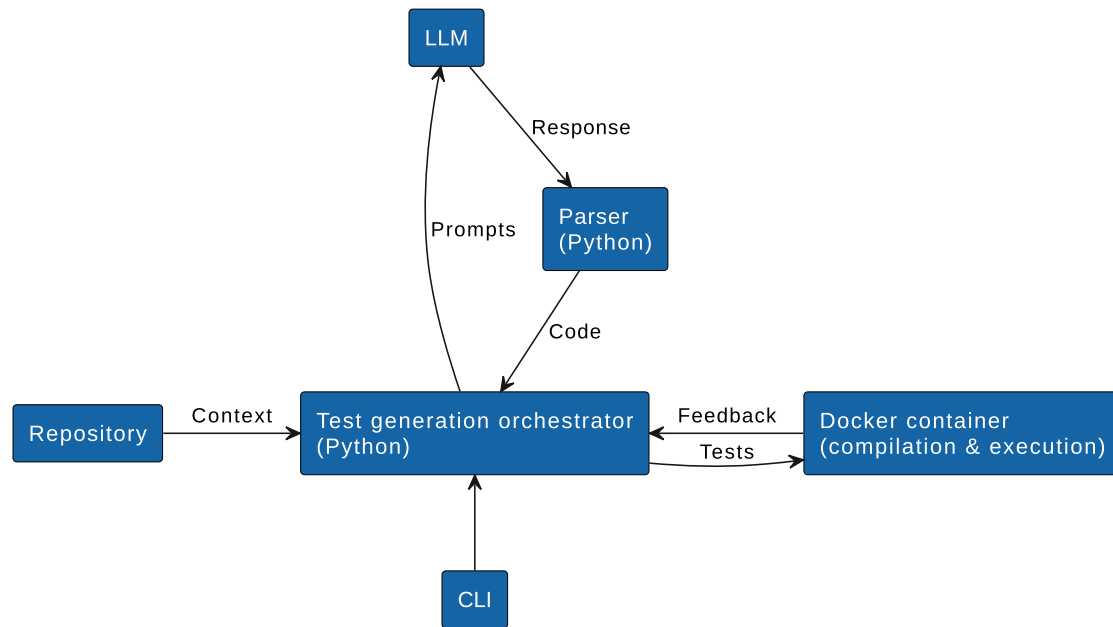 LLM
Response
Parser
(Python)
Prompts
Code
Repository
Context
Test generation orchestrator
(Python)
Feedback
Tests
Docker container
(compilation & execution)
CLI